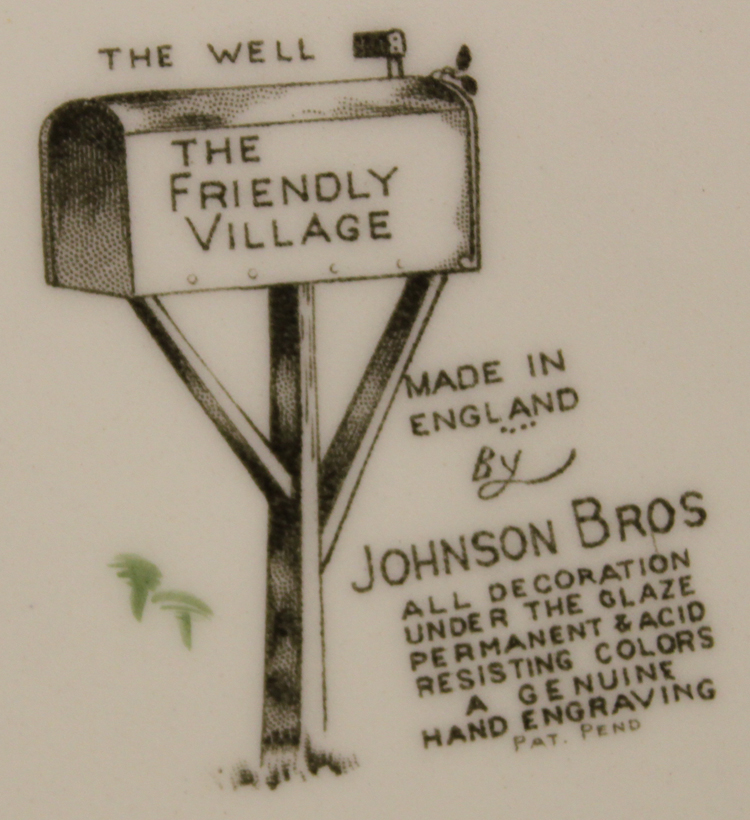 THE WELL
THE
FRIENDLY
VILLAGE
MADE IN
ENGLAND
By
JOHNSON BROS
ALL DECORATION
UNDER THE GLAZE
PERMANENT & ACID
RESISTING COLORS
A GENUINE
HAND ENGRAVING
PAT. PEND